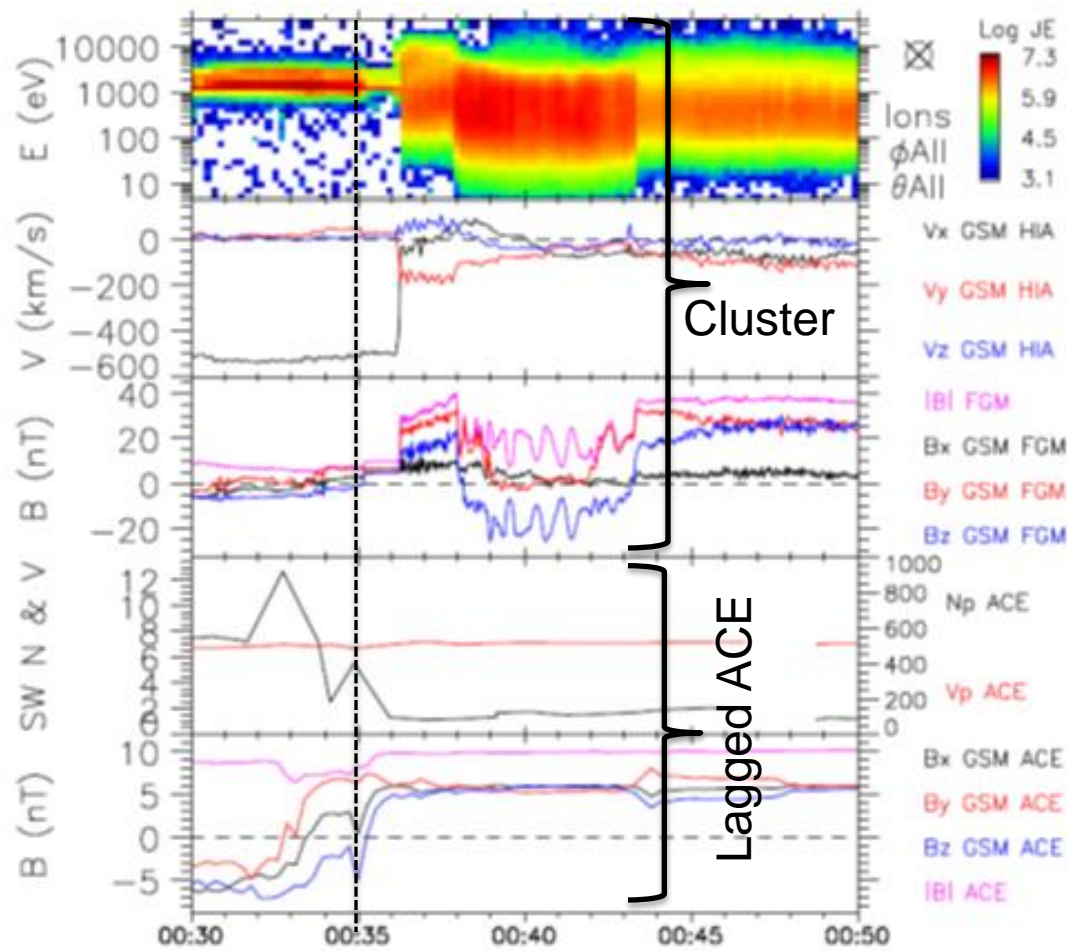 Log JE
10000
1000
100
10
E (eV)
Ions
φAll
θAll
7.3
5.9
4.5
3.1
0
−200
−400
−600
V (km/s)
Vx GSM HIA
Vy GSM HIA
Vz GSM HIA
Cluster
40
20
0
−20
B (nT)
|B| FGM
Bx GSM FGM
By GSM FGM
Bz GSM FGM
12
8
6
4
2
0
SW N & V
1000
800
600
400
200
0
Np ACE
Vp ACE
Lagged ACE
10
5
0
−5
B (nT)
Bx GSM ACE
By GSM ACE
Bz GSM ACE
|B| ACE
00:30
00:35
00:40
00:45
00:50